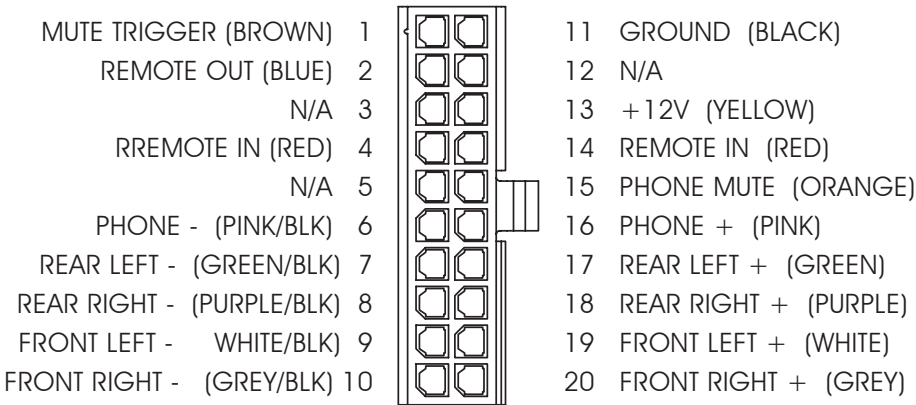 MUTE TRIGGER (BROWN) 1
REMOTE OUT (BLUE) 2
N/A 3
RREMOTE IN (RED) 4
N/A 5
PHONE - (PINK/BLK) 6
REAR LEFT - (GREEN/BLK) 7
REAR RIGHT - (PURPLE/BLK) 8
FRONT LEFT - WHITE/BLK) 9
FRONT RIGHT - (GREY/BLK) 10
11 GROUND (BLACK)
12 N/A
13 +12V (YELLOW)
14 REMOTE IN (RED)
15 PHONE MUTE (ORANGE)
16 PHONE + (PINK)
17 REAR LEFT + (GREEN)
18 REAR RIGHT + (PURPLE)
19 FRONT LEFT + (WHITE)
20 FRONT RIGHT + (GREY)